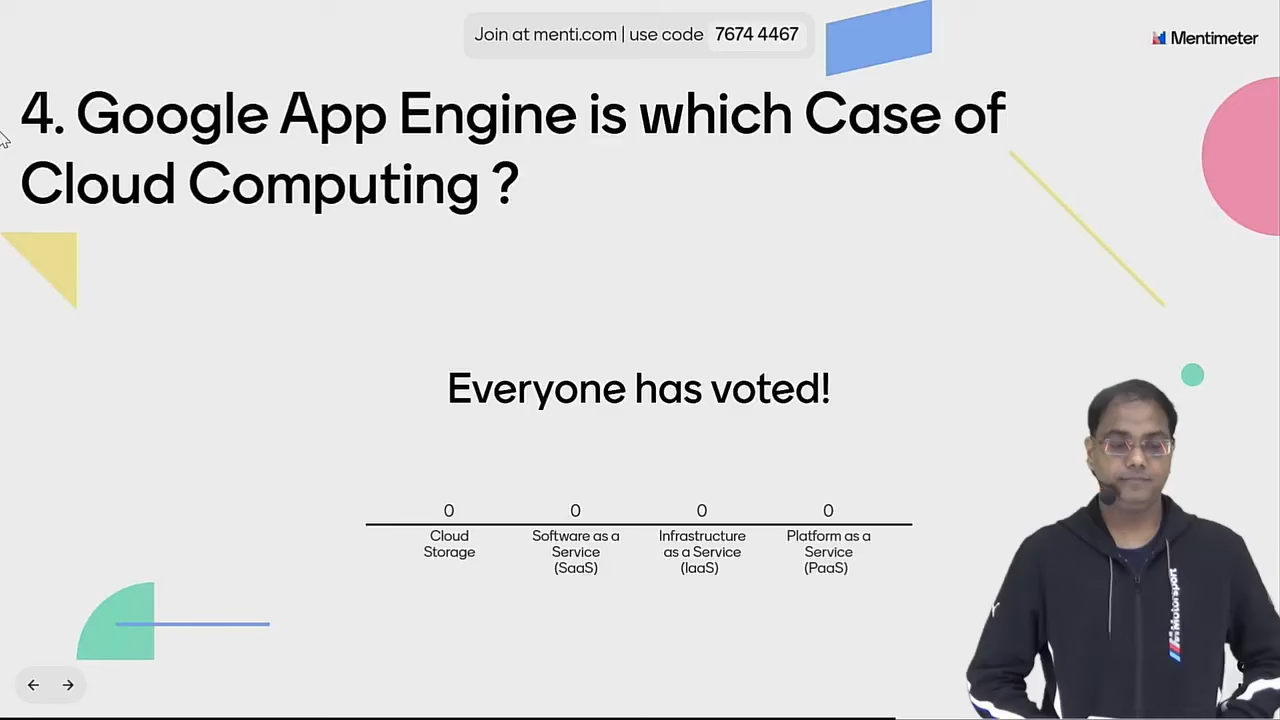 Join at menti.com | use code 7674 4467
Mentimeter
4. Google App Engine is which Case of
Cloud Computing ?
Everyone has voted!
0 0 0 0
Cloud
Storage
Software as a
Service
(SaaS)
Infrastructure
as a Service
(IaaS)
Platform as a
Service
(PaaS)
Motorsport
Y